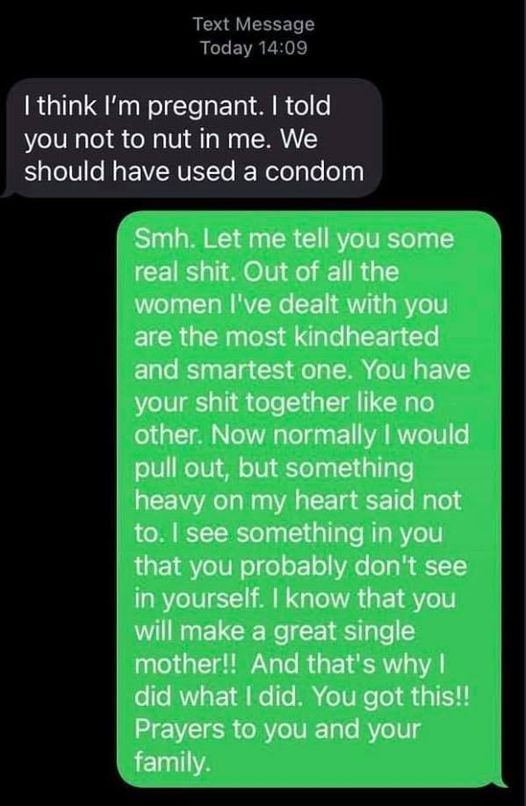 Text Message
Today 14:09
I think I'm pregnant. I told
you not to nut in me. We
should have used a condom
Smh. Let me tell you some
real shit. Out of all the
women I've dealt with you
are the most kindhearted
and smartest one. You have
your shit together like no
other. Now normally I would
pull out, but something
heavy on my heart said not
to. I see something in you
that you probably don't see
in yourself. I know that you
will make a great single
mother!! And that's why I
did what I did. You got this!!
Prayers to you and your
family.